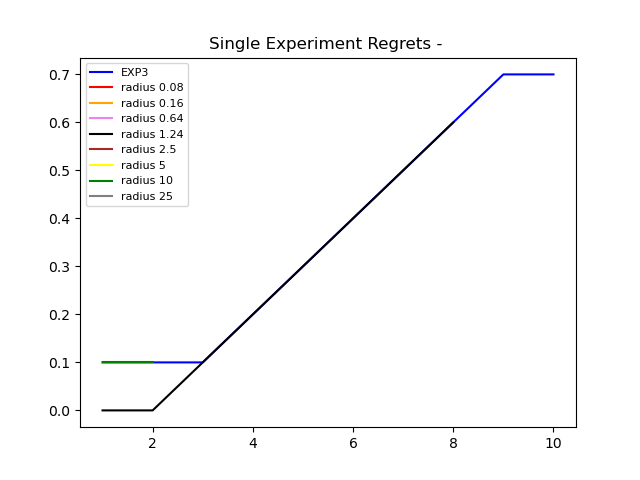 Single Experiment Regrets -
EXP3
radius 0.08
radius 0.16
radius 0.64
radius 1.24
radius 2.5
radius 5
radius 10
radius 25
0.7
0.6
0.5
0.4
0.3
0.2
0.1
0.0
2 4 6 8 10